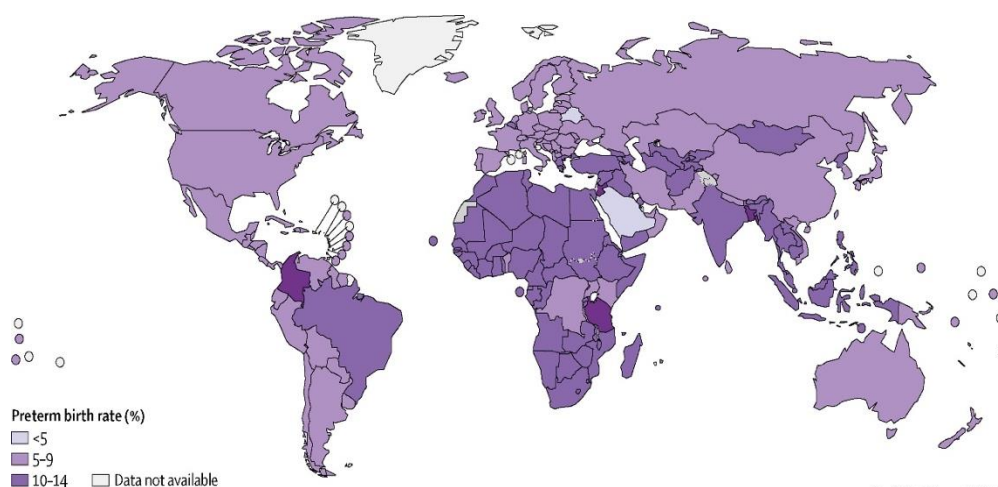 Preterm birth rate (%)
<5
5–9
10–14 Data not available